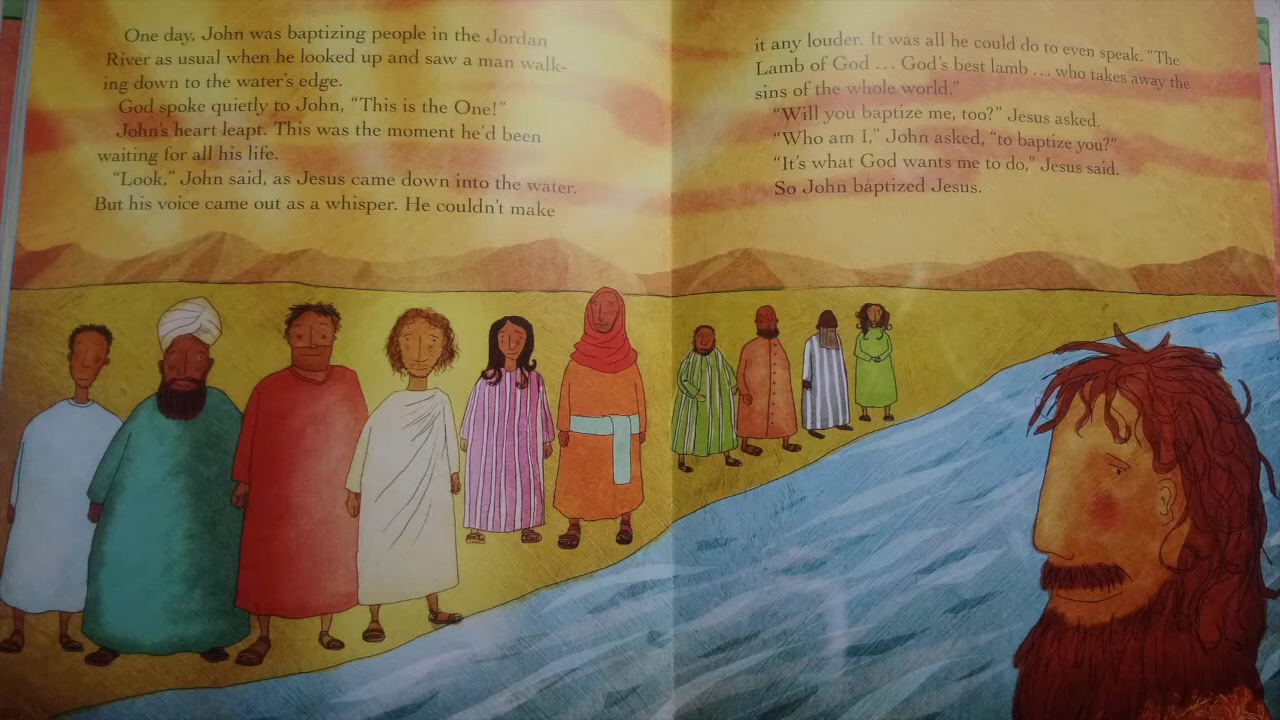 One day, John was baptizing people in the Jordan
River as usual when he looked up and saw a man walk-
ing down to the water's edge.
God spoke quietly to John, “This is the One!”
John's heart leapt. This was the moment he'd been
waiting for all his life.
“Look,” John said, as Jesus came down into the water.
But his voice came out as a whisper. He couldn't make
it any louder. It was all he could do to even speak. “The
Lamb of God ... God's best lamb ... who takes away the
sins of the whole world.”
“Will you baptize me, too?” Jesus asked.
“Who am I,” John asked, “to baptize you?”
“It's what God wants me to do,” Jesus said.
So John baptized Jesus.